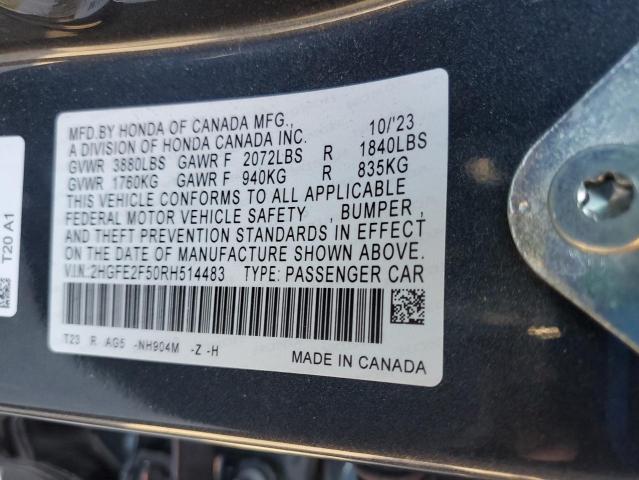 MFD.BY HONDA OF CANADA MFG., 10/'23
A DIVISION OF HONDA CANADA INC.
GVWR 3880LBS GAWR F 2072LBS R 1840LBS
GVWR 1760KG GAWR F 940KG R 835KG
THIS VEHICLE CONFORMS TO ALL APPLICABLE
FEDERAL MOTOR VEHICLE SAFETY , BUMPER ,
AND THEFT PREVENTION STANDARDS IN EFFECT
ON THE DATE OF MANUFACTURE SHOWN ABOVE.
V.I.N.:2HGFE2F50RH514483 TYPE: PASSENGER CAR
T23 R AG5 -NH904M -Z -H
MADE IN CANADA
T20 A1